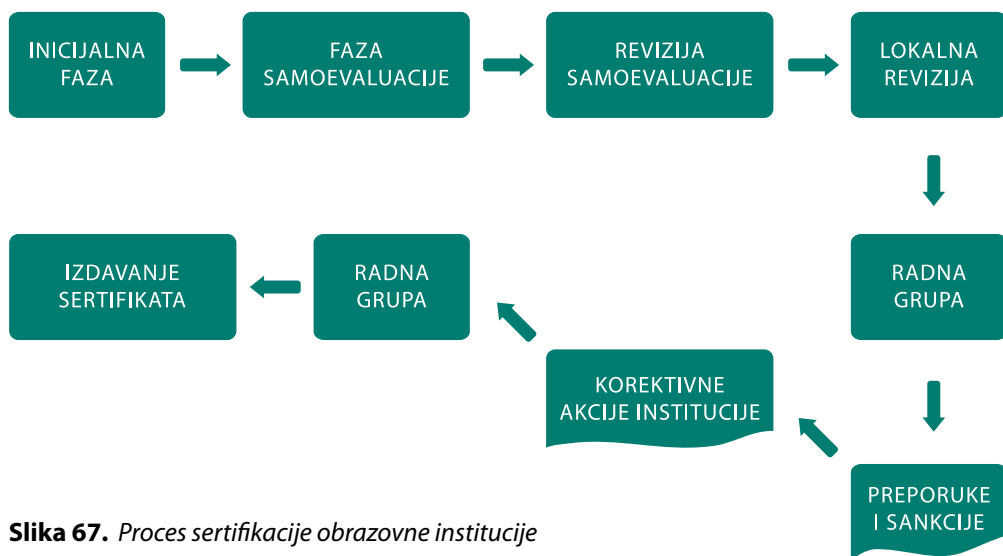 INICIJALNA
FAZA
FAZA
SAMOEVALUACIJE
REVIZIJA
SAMOEVALUACIJE
LOKALNA
REVIZIJA
RADNA
GRUPA
PREPORUKE
I SANKCIJE
KOREKTIVNE
AKCIJE INSTITUCIJE
RADNA
GRUPA
IZDAVANJE
SERTIFIKATA
Slika 67. Proces sertifikacije obrazovne institucije